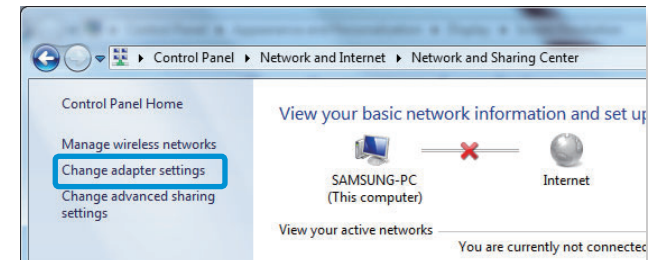 Control Panel ▸ Network and Internet ▸ Network and Sharing Center
Control Panel Home
Manage wireless networks
Change adapter settings
Change advanced sharing
settings
View your basic network information and set up
SAMSUNG-PC
(This computer)
Internet
View your active networks
You are currently not connected